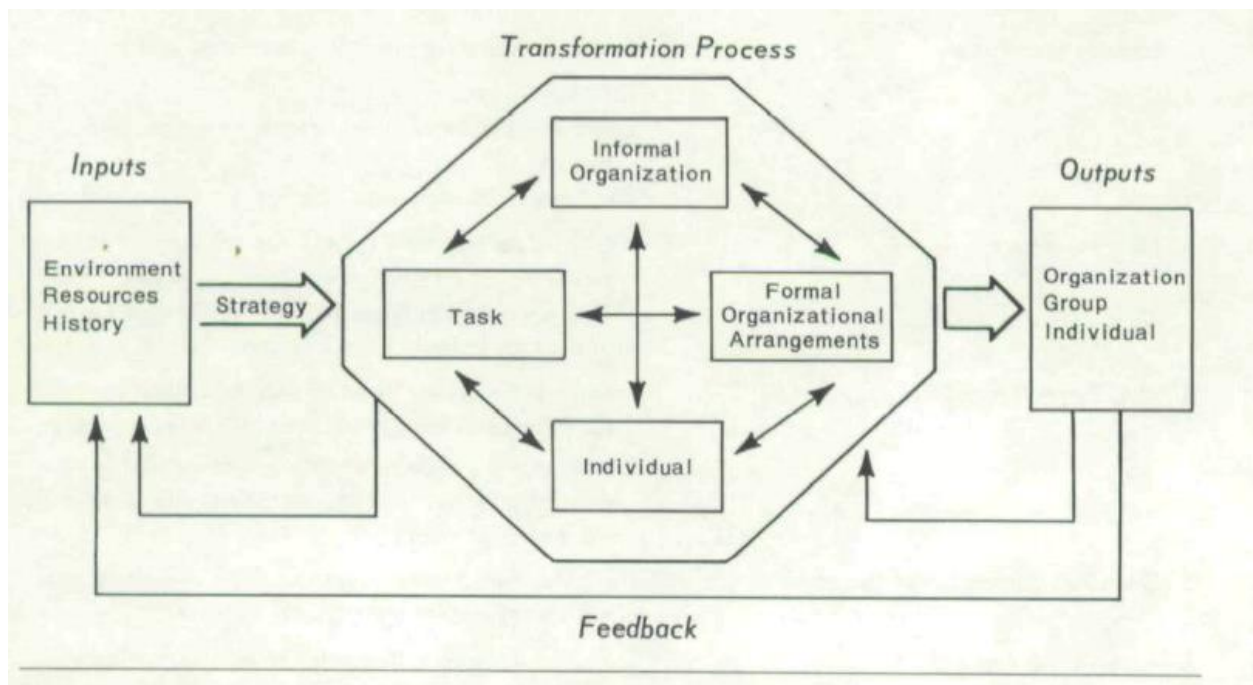 Transformation Process
Inputs
Environment
Resources
History
Strategy
Informal
Organization
Task
Formal
Organizational
Arrangements
Individual
Outputs
Organization
Group
Individual
Feedback